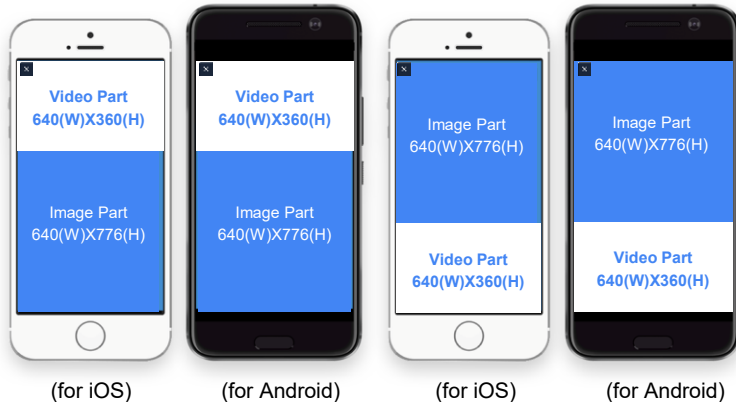 Video Part
640(W)X360(H)
Image Part
640(W)X776(H)
(for iOS)
Video Part
640(W)X360(H)
Image Part
640(W)X776(H)
(for Android)
Image Part
640(W)X776(H)
Video Part
640(W)X360(H)
(for iOS)
Image Part
640(W)X776(H)
Video Part
640(W)X360(H)
(for Android)